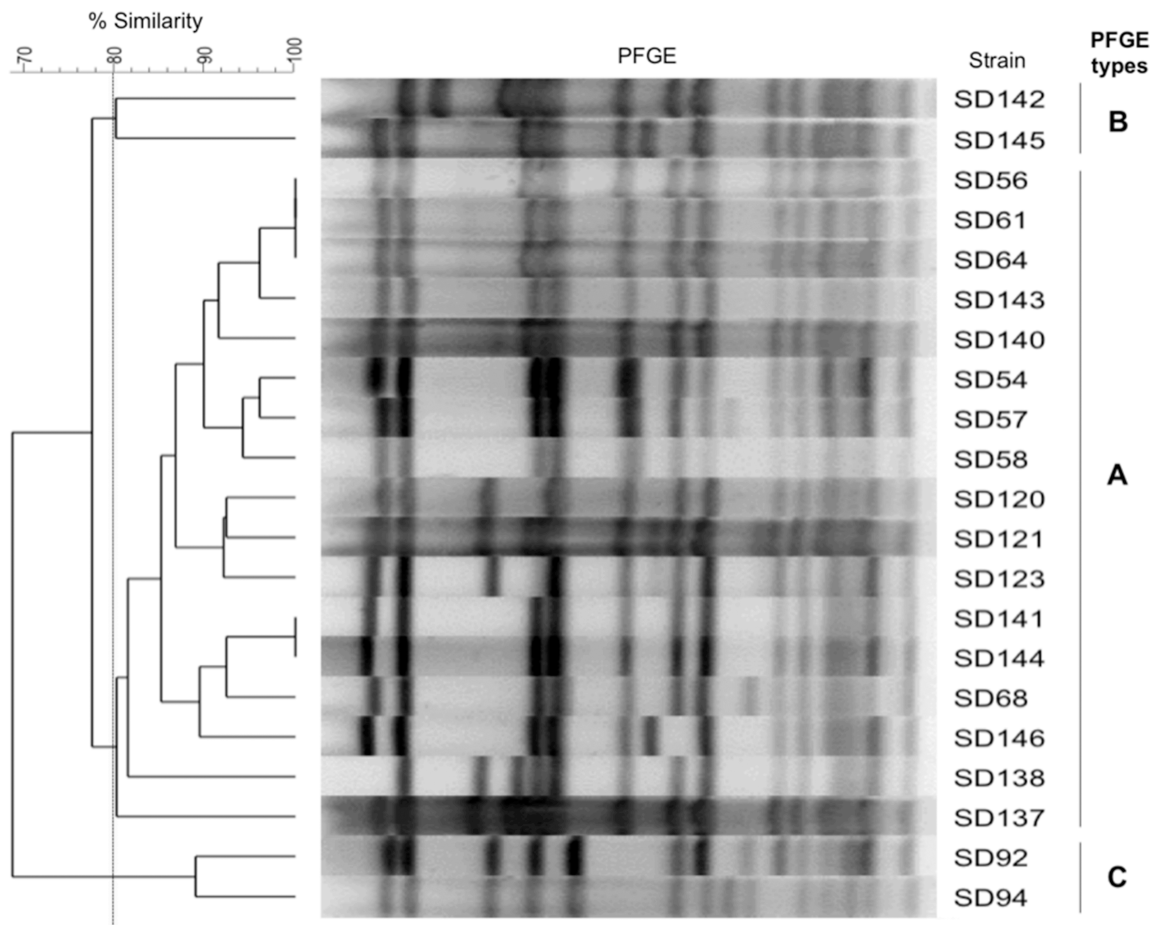 % Similarity
70 80 90 100
PFGE
Strain
PFGE types
SD142
SD145
B
SD56
SD61
SD64
SD143
SD140
SD54
SD57
SD58
SD120
SD121
SD123
SD141
SD144
SD68
SD146
SD138
SD137
A
SD92
SD94
C